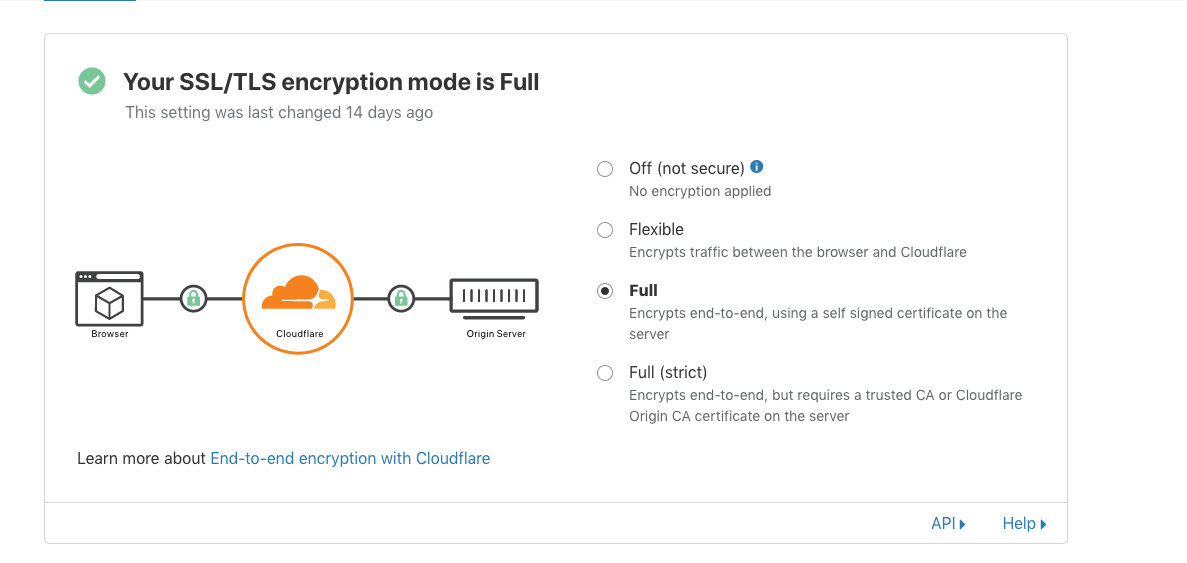 Your SSL/TLS encryption mode is Full
This setting was last changed 14 days ago
Off (not secure)
No encryption applied
Flexible
Encrypts traffic between the browser and Cloudflare
Full
Encrypts end-to-end, using a self signed certificate on the
server
Full (strict)
Encrypts end-to-end, but requires a trusted CA or Cloudflare
Origin CA certificate on the server
Browser
Cloudflare
Origin Server
Learn more about End-to-end encryption with Cloudflare
API
Help